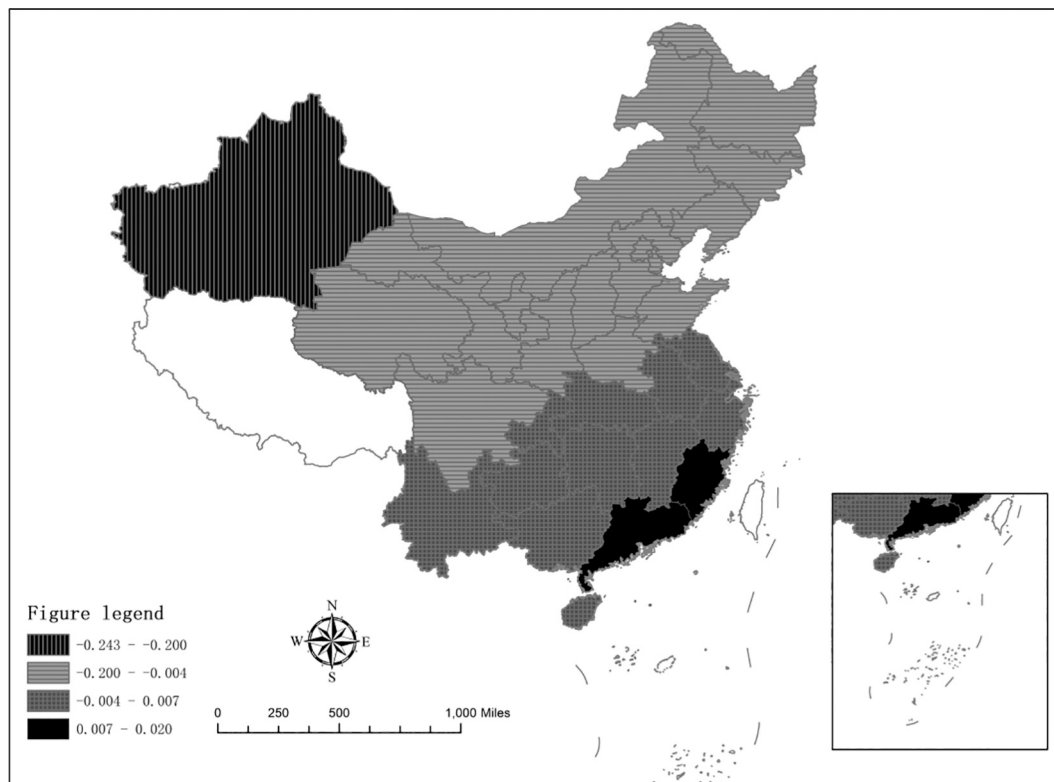 Figure legend
-0.243 - -0.200
-0.200 - -0.004
-0.004 - 0.007
0.007 - 0.020
N
W E
S
0 250 500 1,000 Miles